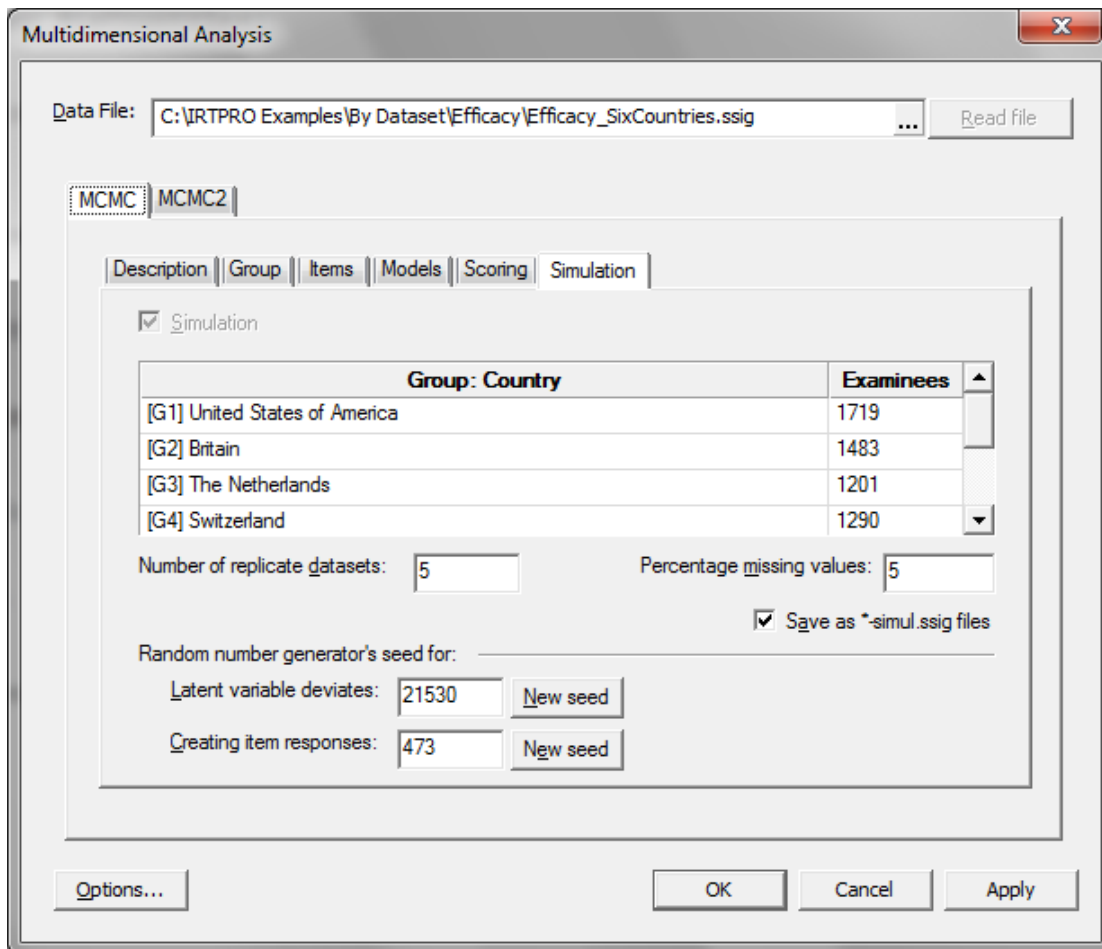 Multidimensional Analysis
Data File: C:\IRTPRO Examples\By Dataset\Efficacy\Efficacy_SixCountries.ssig ... Read file
MCMC MCMC2
Description Group Items Models Scoring Simulation
Simulation
Group: Country Examinees
[G1] United States of America 1719
[G2] Britain 1483
[G3] The Netherlands 1201
[G4] Switzerland 1290
Number of replicate datasets: 5 Percentage missing values: 5
Save as *-simul.ssig files
Random number generator's seed for:
Latent variable deviates: 21530 New seed
Creating item responses: 473 New seed
Options... OK Cancel Apply